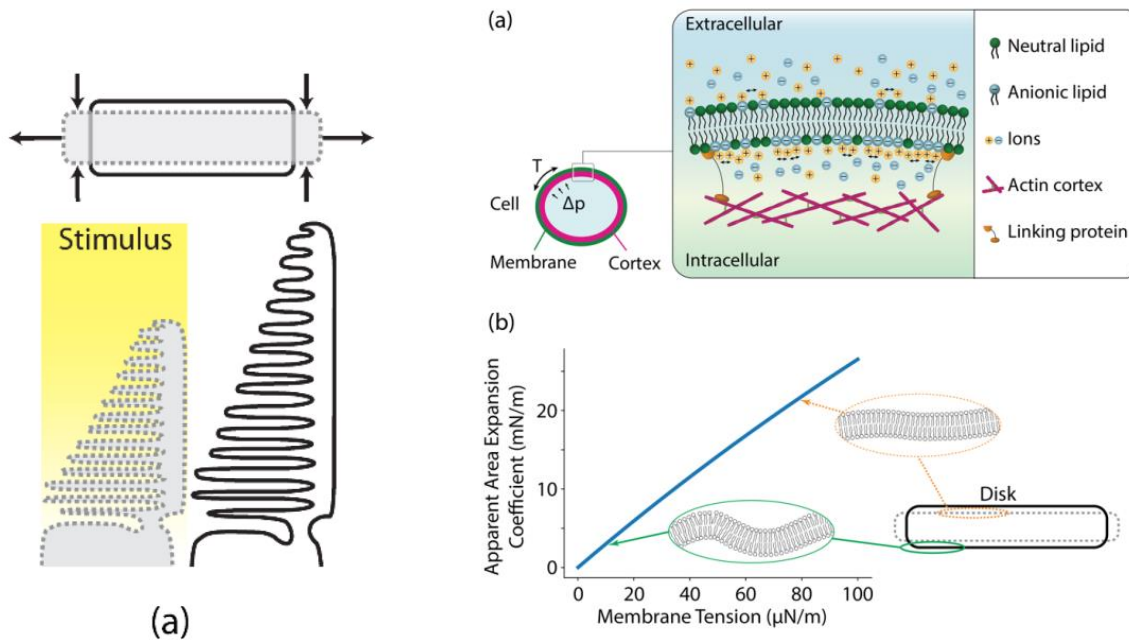 Stimulus
(a)
(a)
Extracellular
T
Cell
Δp
Membrane
Cortex
Intracellular
Neutral lipid
Anionic lipid
Ions
Actin cortex
Linking protein
(b)
Apparent Area Expansion
Coefficient (mN/m)
20
10
0
Disk
0
20
40
60
80
100
Membrane Tension (μN/m)